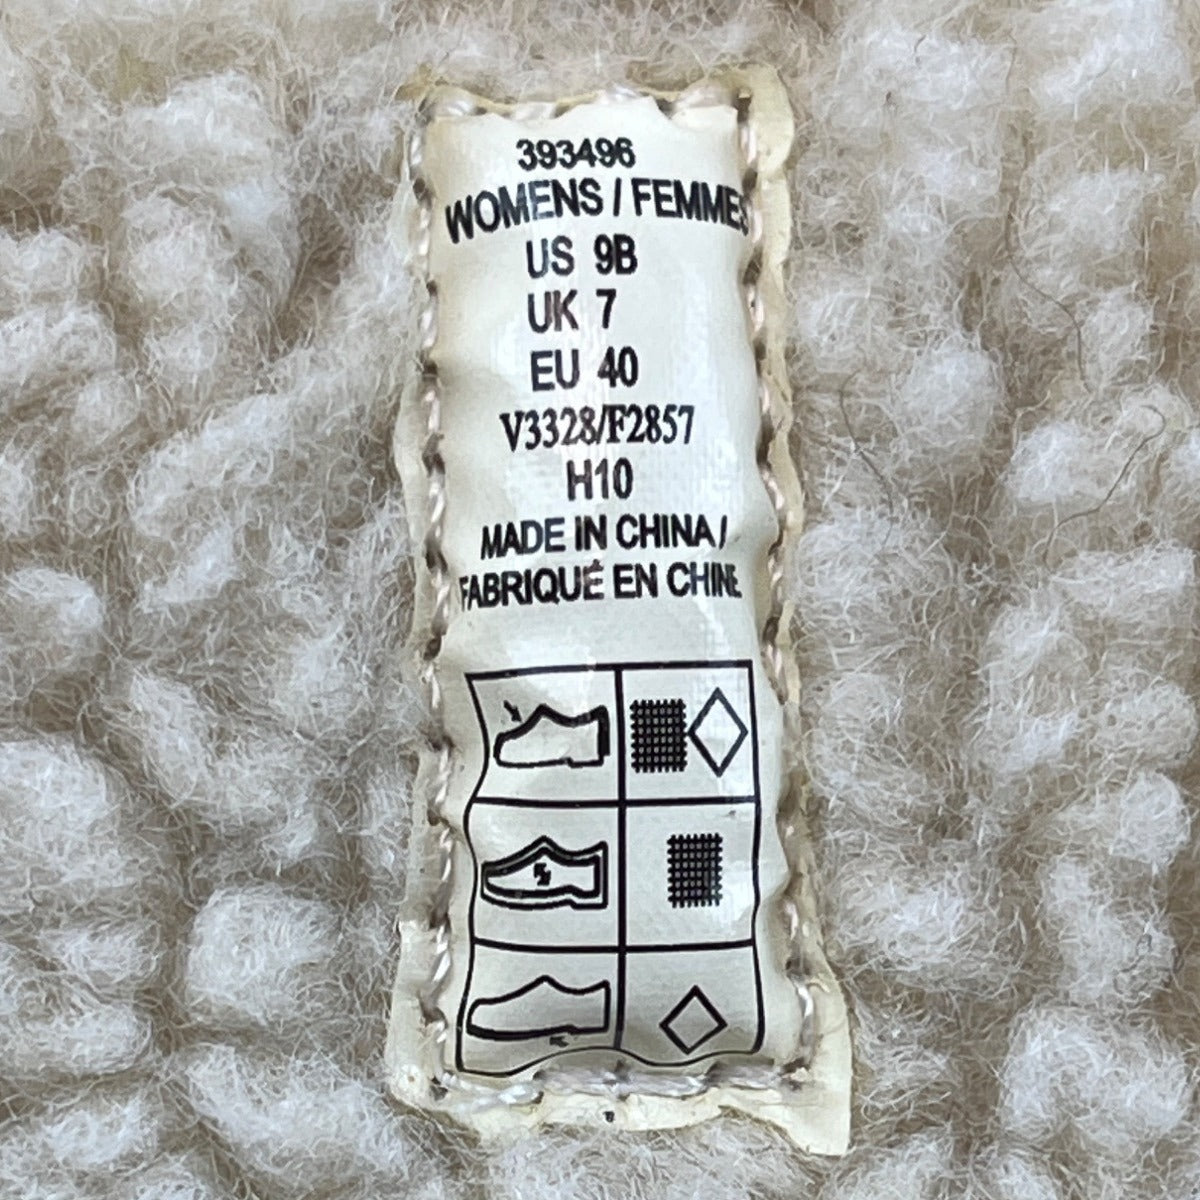 393496
WOMENS / FEMMES
US 9B
UK 7
EU 40
V3328/F2857
H10
MADE IN CHINA /
FABRIQUÉ EN CHINE